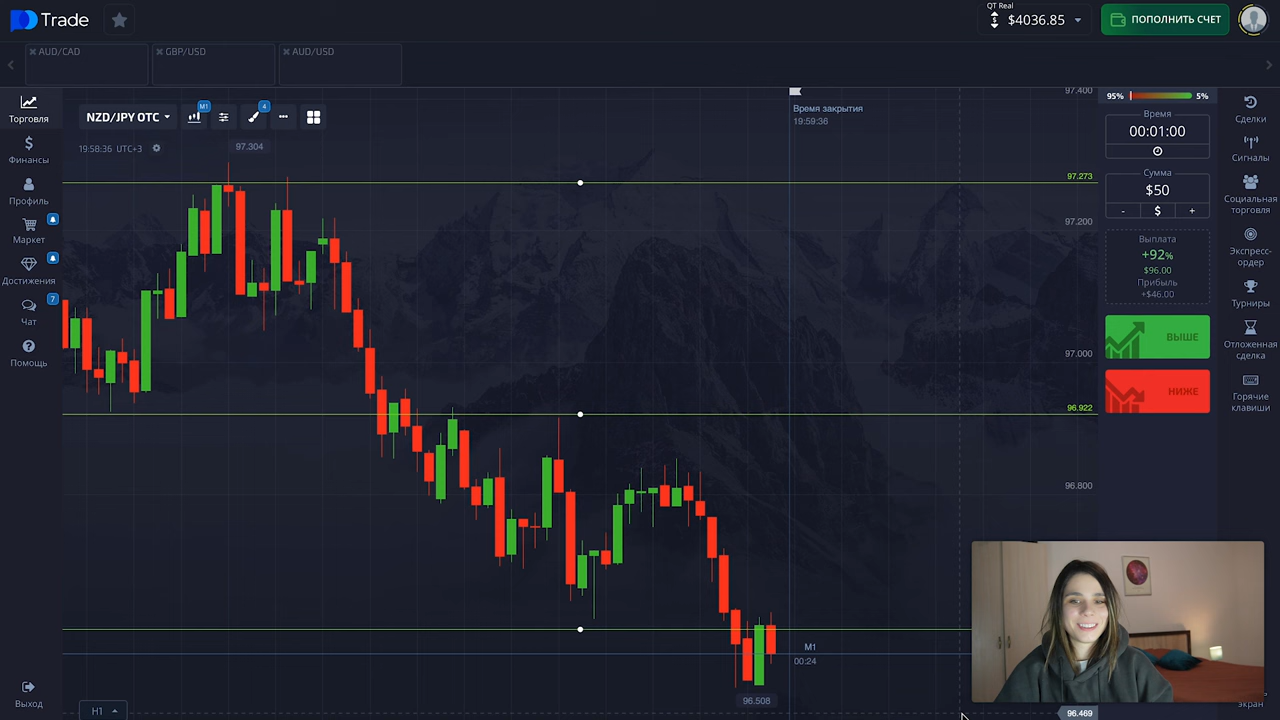 Trade
QT Real
$4036.85
ПОПОЛНИТЬ СЧЕТ
AUD/CAD
GBP/USD
AUD/USD
Торговля
Финансы
Профиль
Маркет
Достижения
7
Чат
Помощь
Выход
NZD/JPY OTC
M1
4
19:58:36 UTC+3
97.304
Время закрытия
19:59:36
97.400
97.273
97.200
97.000
96.922
96.800
M1
00:24
96.508
96.469
H1
95%
5%
Время
00:01:00
Сумма
$50
-
$
+
Выплата
+92%
$96.00
Прибыль
+$46.00
ВЫШЕ
НИЖЕ
Сделки
Сигналы
Социальная
торговля
Экспресс-
ордер
Турниры
Отложенная
сделка
Горячие
клавиши
экран